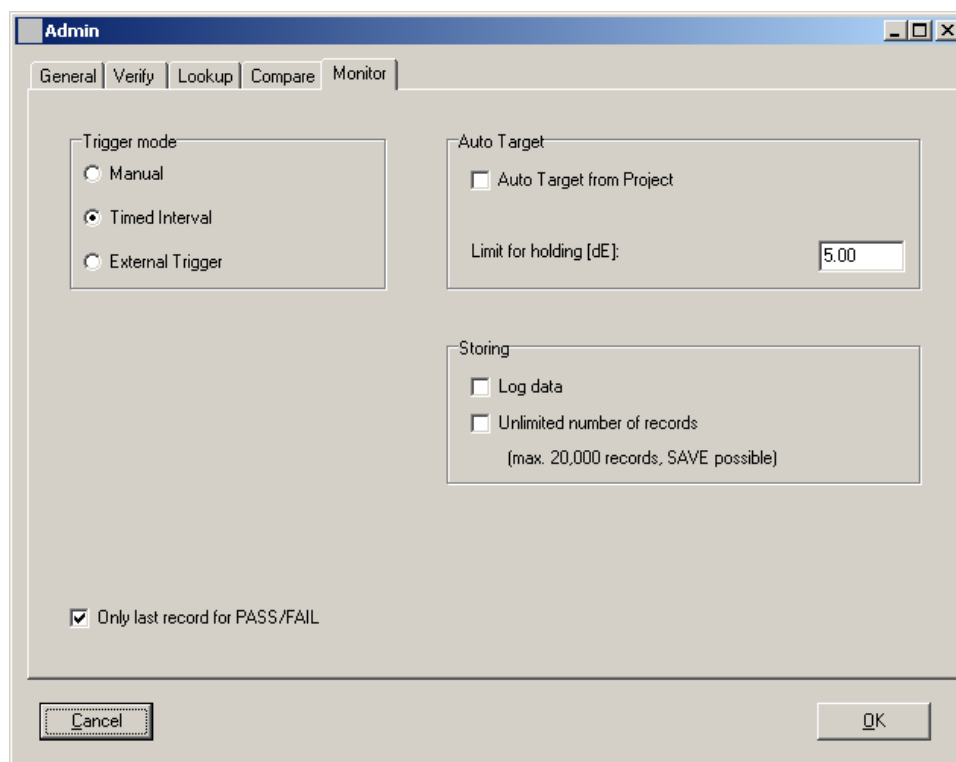 Admin
General Verify Lookup Compare Monitor
Trigger mode
Manual
Timed Interval
External Trigger
Auto Target
Auto Target from Project
Limit for holding [dE]: 5.00
Storing
Log data
Unlimited number of records
(max. 20,000 records, SAVE possible)
Only last record for PASS/FAIL
Cancel OK